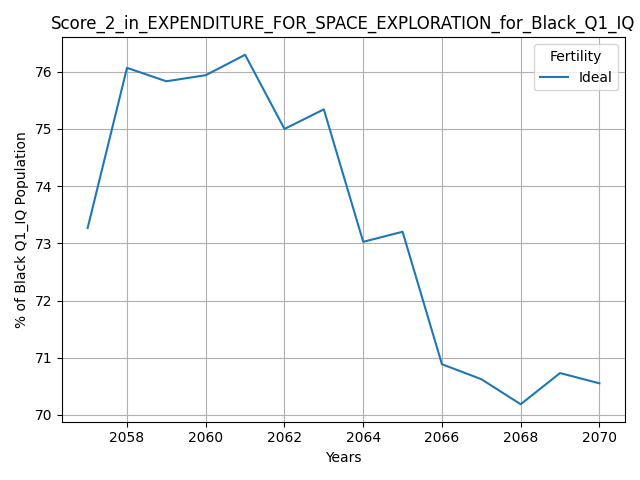 Score_2_in_EXPENDITURE_FOR_SPACE_EXPLORATION_for_Black_Q1_IQ
Fertility
Ideal
% of Black Q1_IQ Population
76
75
74
73
72
71
70
2058 2060 2062 2064 2066 2068 2070
Years